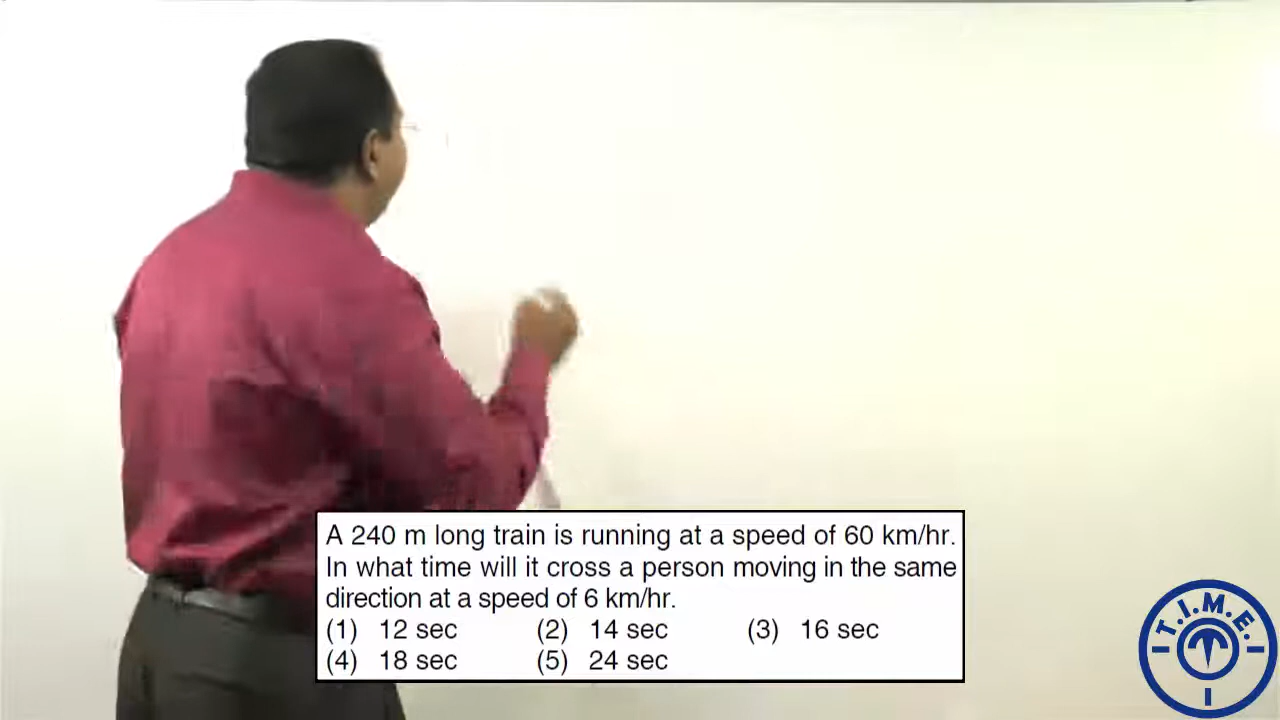 A 240 m long train is running at a speed of 60 km/hr.
In what time will it cross a person moving in the same
direction at a speed of 6 km/hr.
(1) 12 sec (2) 14 sec (3) 16 sec
(4) 18 sec (5) 24 sec
T.I.M.E.